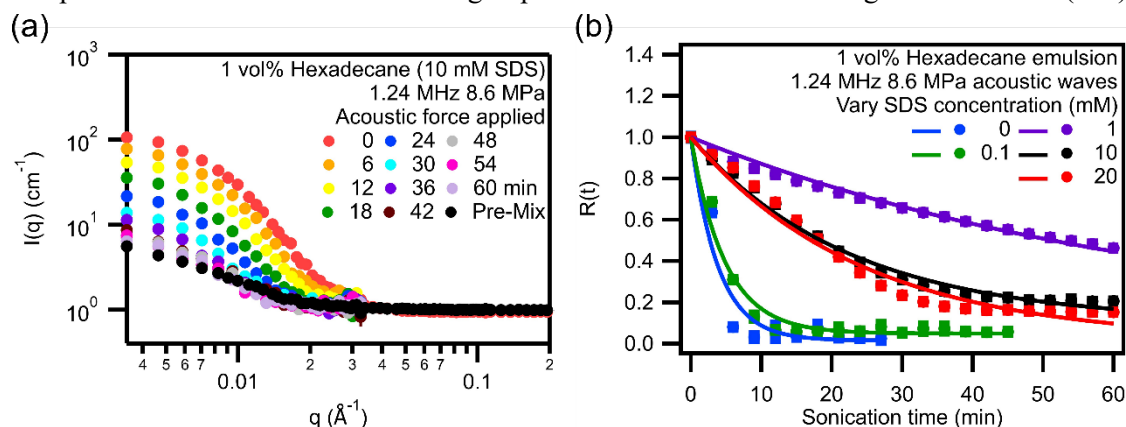 (a)
1 vol% Hexadecane (10 mM SDS)
1.24 MHz 8.6 MPa
Acoustic force applied
0 24 48
6 30 54
12 36 60 min
18 42 Pre-Mix
I(q) (cm⁻¹)
10³
10²
10¹
10⁰
4 5 6 7 2 3 4 5 6 7 2
0.01 0.1
q (Å⁻¹)
(b)
1 vol% Hexadecane emulsion
1.24 MHz 8.6 MPa acoustic waves
Vary SDS concentration (mM)
0 1
0.1 10
20
R(t)
1.4
1.2
1.0
0.8
0.6
0.4
0.2
0.0
0 10 20 30 40 50 60
Sonication time (min)